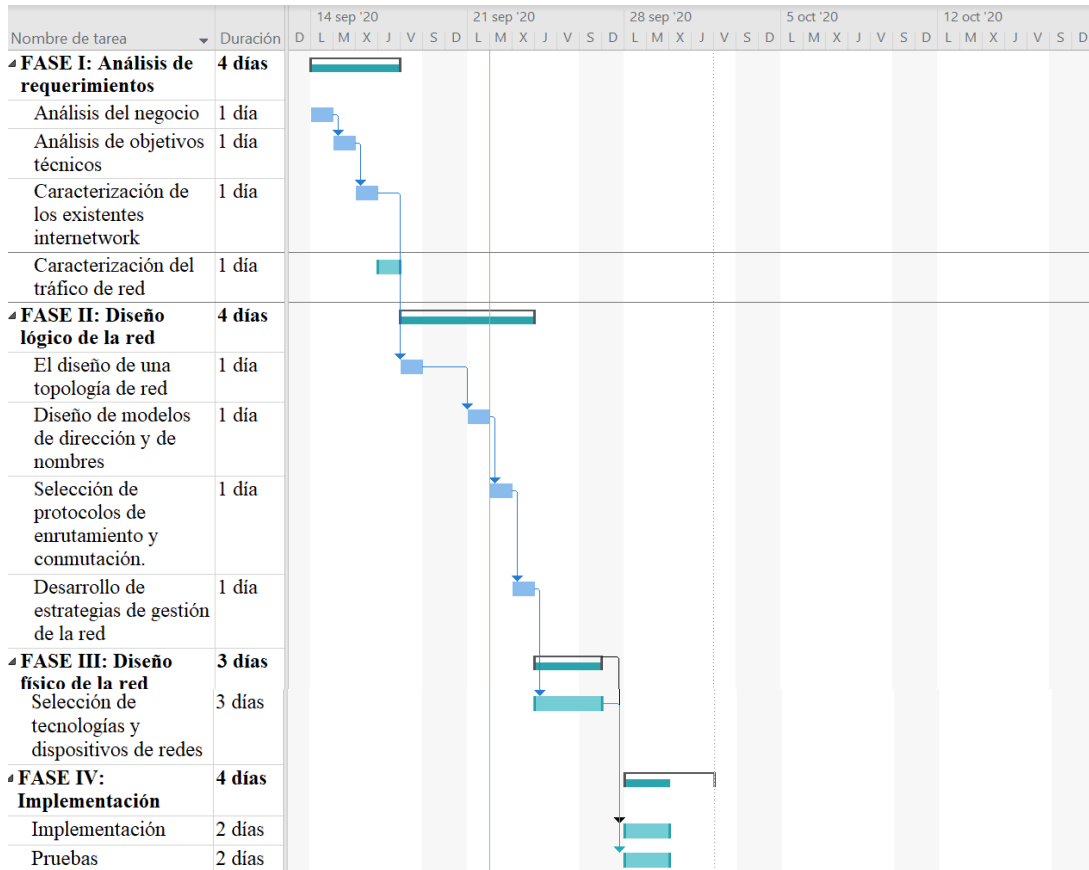 14 sep '20 21 sep '20 28 sep '20 5 oct '20 12 oct '20
Nombre de tarea Duración D L M X J V S D L M X J V S D L M X J V S D L M X J V S D L M X J V S D
FASE I: Análisis de 4 días
requerimientos
Análisis del negocio 1 día
Análisis de objetivos 1 día
técnicos
Caracterización de 1 día
los existentes
internetwork
Caracterización del 1 día
tráfico de red
FASE II: Diseño 4 días
lógico de la red
El diseño de una 1 día
topología de red
Diseño de modelos 1 día
de dirección y de
nombres
Selección de 1 día
protocolos de
enrutamiento y
conmutación.
Desarrollo de 1 día
estrategias de gestión
de la red
FASE III: Diseño 3 días
físico de la red
Selección de 3 días
tecnologías y
dispositivos de redes
FASE IV: 4 días
Implementación
Implementación 2 días
Pruebas 2 días